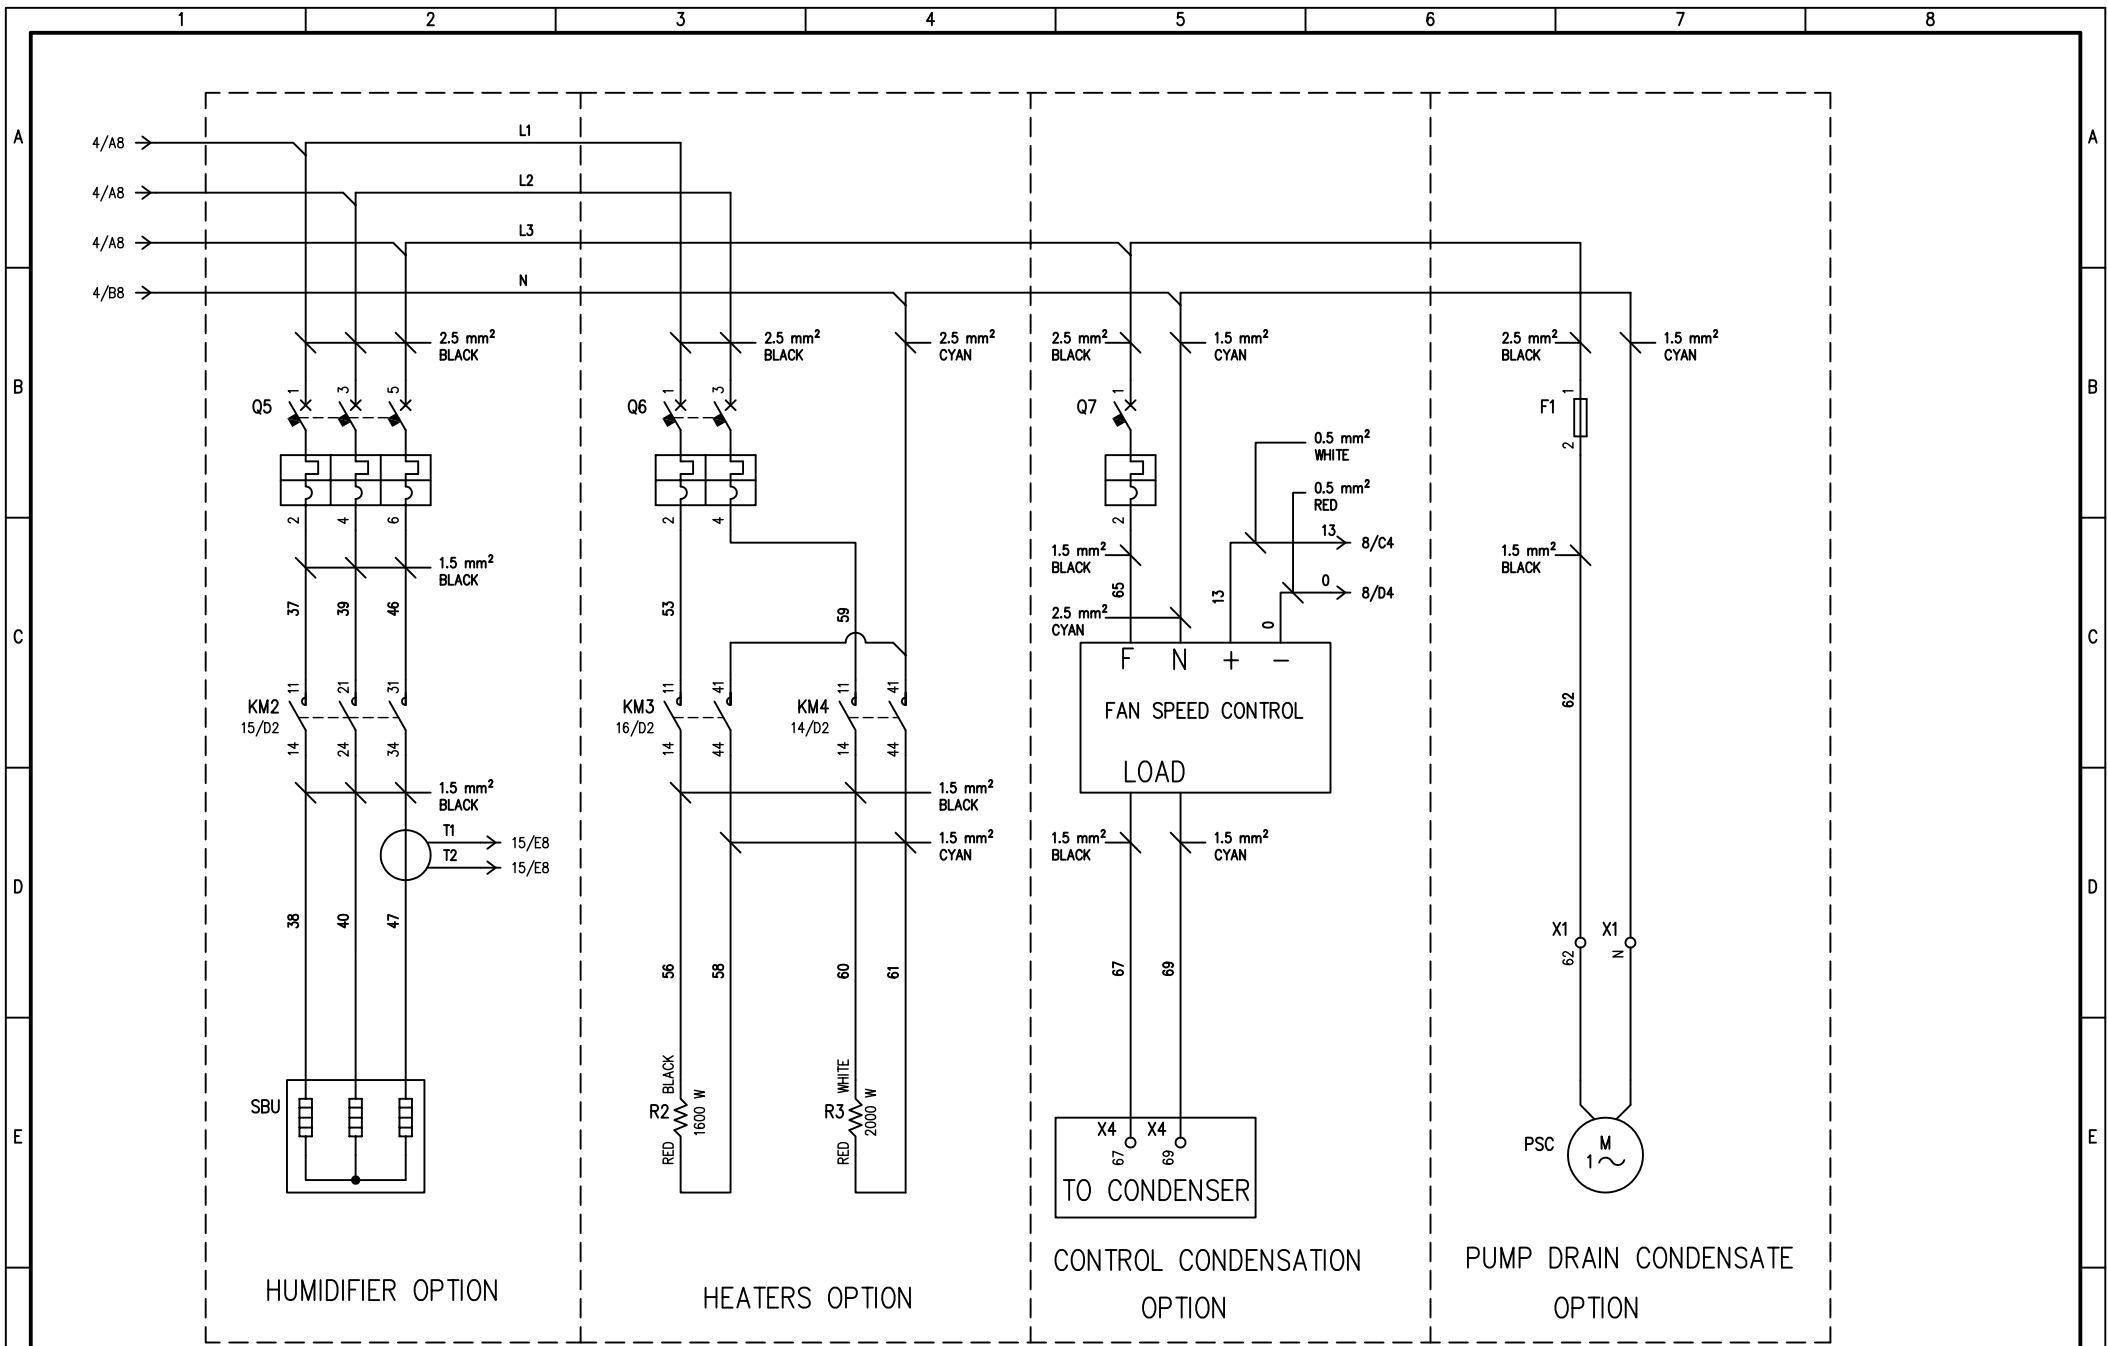 1 2 3 4 5 6 7 8
A A
4/A8 L1
4/A8 L2
4/A8 L3
4/B8 N
2.5 mm²
BLACK
2.5 mm²
BLACK
2.5 mm²
CYAN
2.5 mm²
BLACK
1.5 mm²
CYAN
2.5 mm²
BLACK
1.5 mm²
CYAN
B B
Q5 1 3 5
Q6 1 3
Q7 1
F1 1
2
0.5 mm²
WHITE
0.5 mm²
RED
2 4 6
2 4
2
13 8/C4
0 8/D4
1.5 mm²
BLACK
1.5 mm²
BLACK
1.5 mm²
BLACK
37 39 46
53 59
65 13 0
2.5 mm²
CYAN
C C
F N + −
FAN SPEED CONTROL
LOAD
KM2
15/D2
11 21 31
14 24 34
KM3
16/D2
11 41
14 44
KM4
14/D2
11 41
14 44
62
1.5 mm²
BLACK
1.5 mm²
BLACK
1.5 mm²
CYAN
1.5 mm²
BLACK
1.5 mm²
CYAN
T1 15/E8
T2 15/E8
D D
38 40 47
56 58 60 61
67 69
X1 X1
62 N
SBU
BLACK
R2
1600 W
RED
WHITE
R3
2000 W
RED
X4 X4
67 69
TO CONDENSER
PSC
M
1
E E
HUMIDIFIER OPTION
HEATERS OPTION
CONTROL CONDENSATION
OPTION
PUMP DRAIN CONDENSATE
OPTION